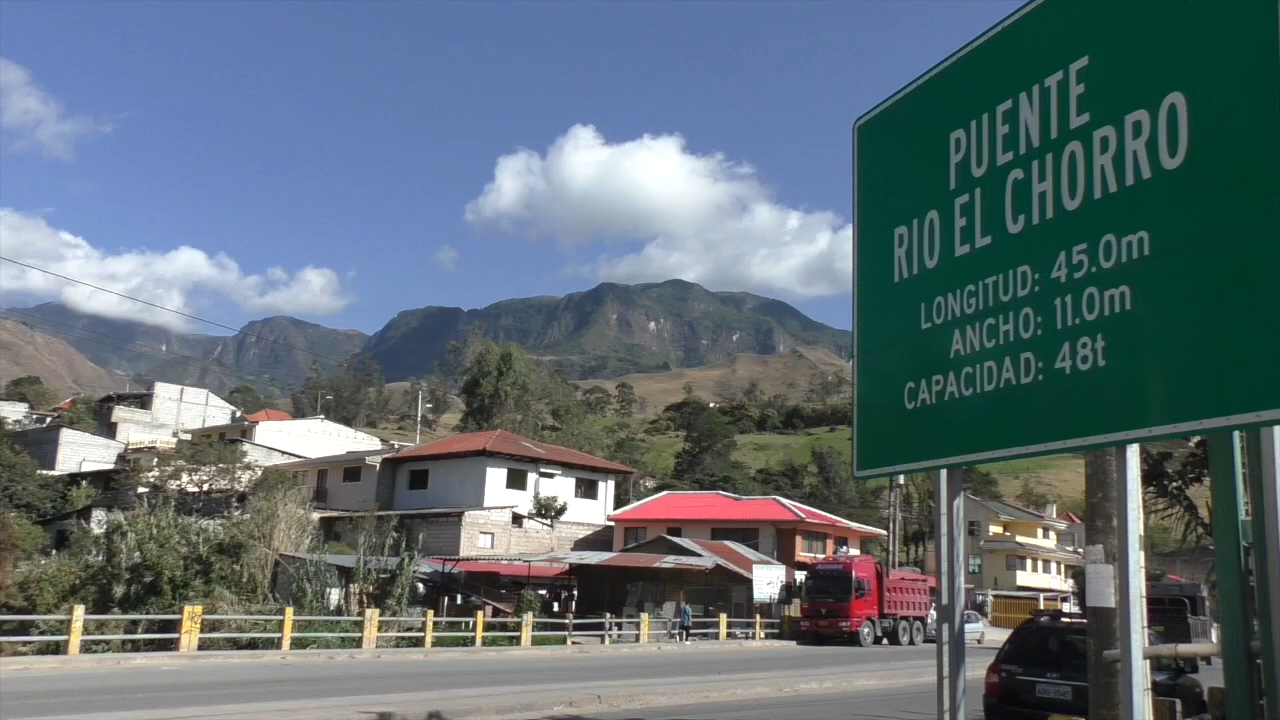 PUENTE
RIO EL CHORRO
LONGITUD: 45.0m
ANCHO: 11.0m
CAPACIDAD: 48t